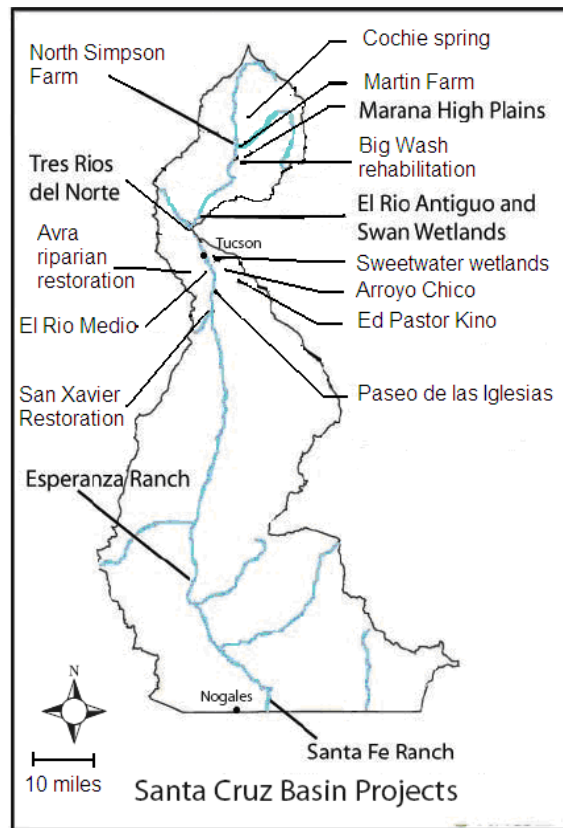 North Simpson
Farm
Cochie spring
Martin Farm
Marana High Plains
Big Wash
rehabilitation
Tres Rios
del Norte
El Rio Antiguo and
Swan Wetlands
Avra
riparian
restoration
Tucson
Sweetwater wetlands
Arroyo Chico
El Rio Medio
Ed Pastor Kino
San Xavier
Restoration
Paseo de las Iglesias
Esperanza Ranch
N
Nogales
Santa Fe Ranch
10 miles
Santa Cruz Basin Projects